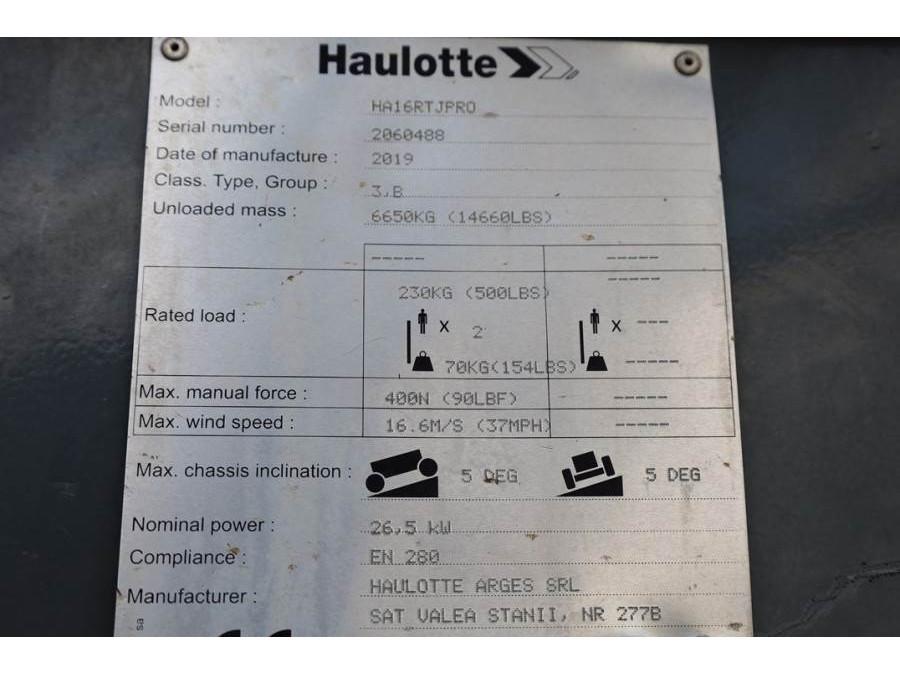 Haulotte
Model : HA16RTJPRO
Serial number : 2060488
Date of manufacture : 2019
Class. Type, Group : 3.B
Unloaded mass : 6650KG (14660LBS)
----- -----
Rated load : 230KG (500LBS) -----
x 2 x ---
70KG(154LBS) -----
Max. manual force : 400N (90LBF) -----
Max. wind speed : 16.6M/S (37MPH) -----
Max. chassis inclination : 5 DEG 5 DEG
Nominal power : 26,5 kW
Compliance : EN 280
Manufacturer : HAULOTTE ARGES SRL
SAT VALEA STANII, NR 277B
sa